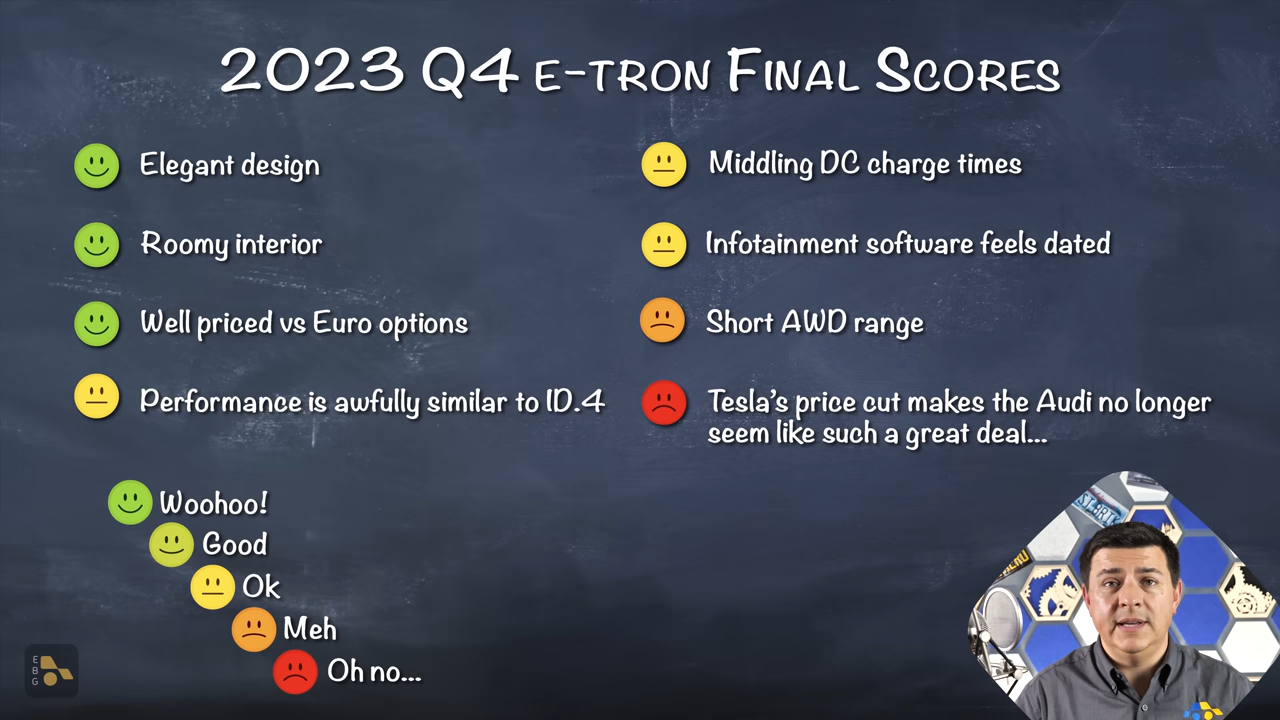 2023 Q4 e-tron Final Scores
Elegant design
Roomy interior
Well priced vs Euro options
Performance is awfully similar to ID.4
Middling DC charge times
Infotainment software feels dated
Short AWD range
Tesla's price cut makes the Audi no longer
seem like such a great deal...
Woohoo!
Good
Ok
Meh
Oh no...
E
B
G